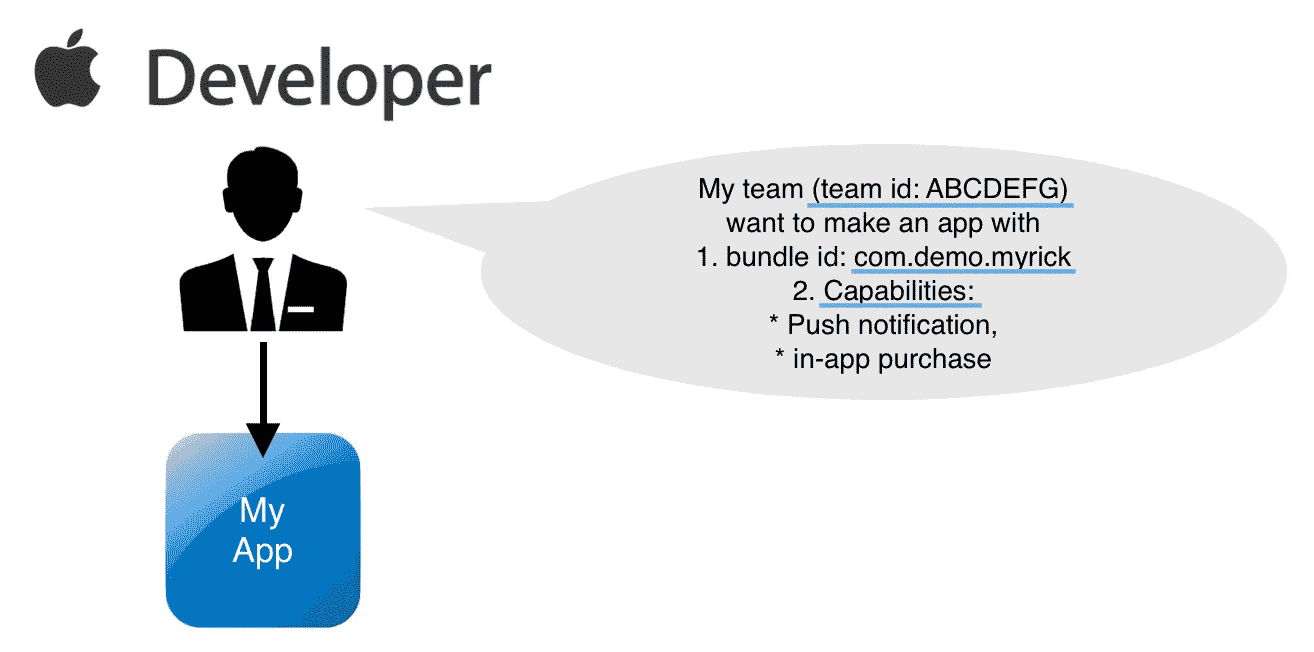 Developer
My team (team id: ABCDEFG)
want to make an app with
1. bundle id: com.demo.myrick
2. Capabilities:
* Push notification,
* in-app purchase
My
App